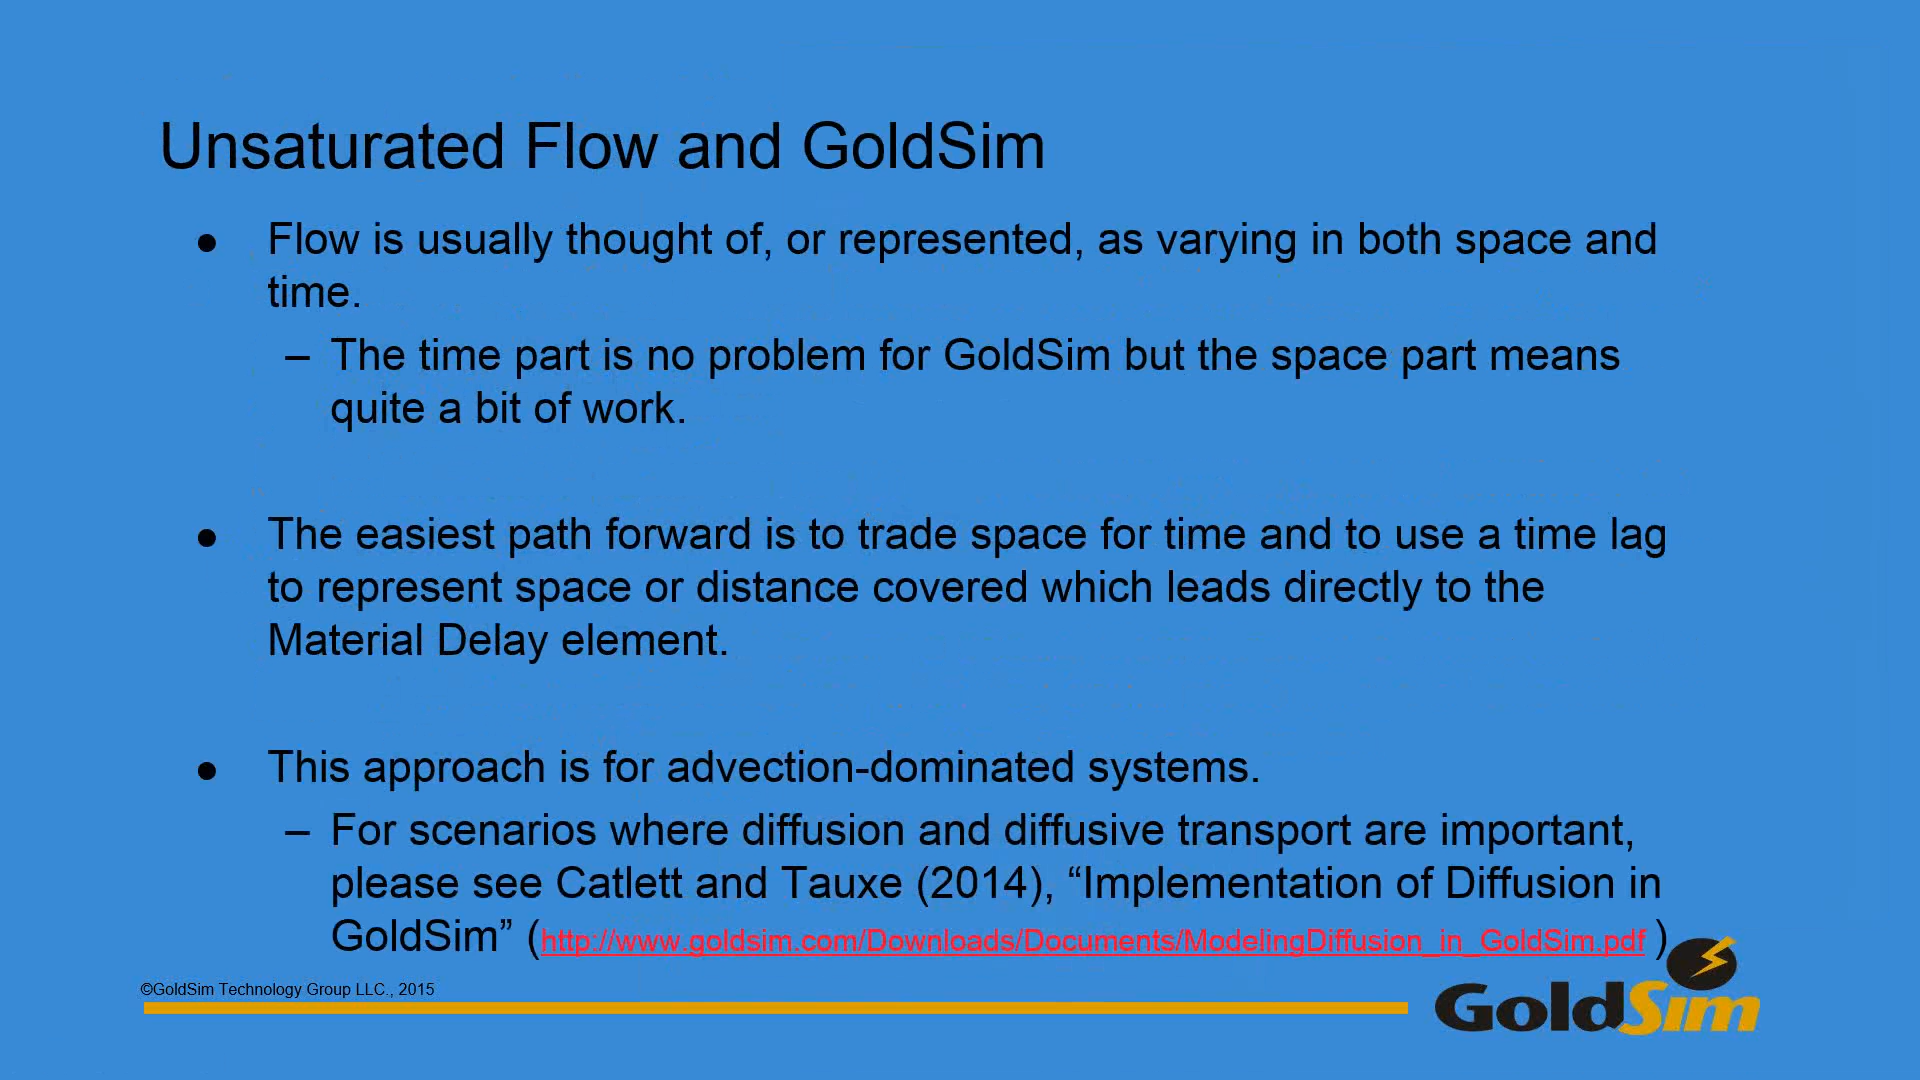 Unsaturated Flow and GoldSim
● Flow is usually thought of, or represented, as varying in both space and
time.
– The time part is no problem for GoldSim but the space part means
quite a bit of work.
● The easiest path forward is to trade space for time and to use a time lag
to represent space or distance covered which leads directly to the
Material Delay element.
● This approach is for advection-dominated systems.
– For scenarios where diffusion and diffusive transport are important,
please see Catlett and Tauxe (2014), “Implementation of Diffusion in
GoldSim” (http://www.goldsim.com/Downloads/Documents/ModelingDiffusion_in_GoldSim.pdf )
©GoldSim Technology Group LLC., 2015
GoldSim